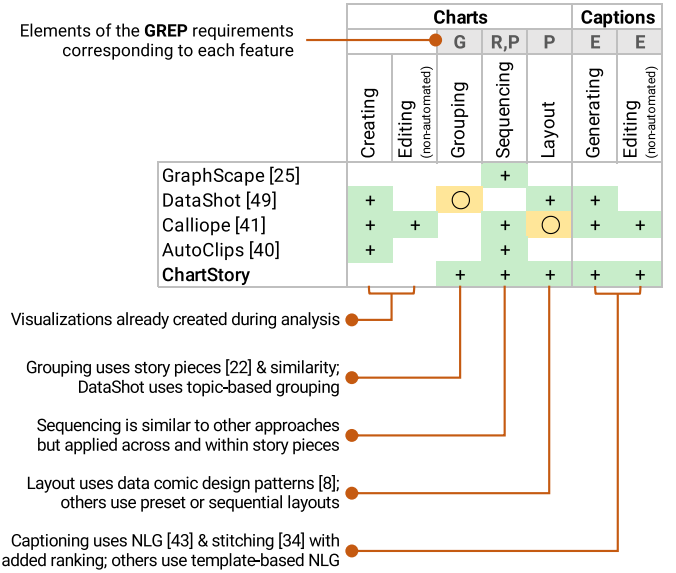 Charts Captions
Elements of the GREP requirements
corresponding to each feature
G R,P P E E
Creating
Editing
(non-automated)
Grouping
Sequencing
Layout
Generating
Editing
(non-automated)
GraphScape [25] +
DataShot [49] + ◯ + +
Calliope [41] + + + ◯ + +
AutoClips [40] + +
ChartStory + + + + +
Visualizations already created during analysis
Grouping uses story pieces [22] & similarity;
DataShot uses topic-based grouping
Sequencing is similar to other approaches
but applied across and within story pieces
Layout uses data comic design patterns [8];
others use preset or sequential layouts
Captioning uses NLG [43] & stitching [34] with
added ranking; others use template-based NLG